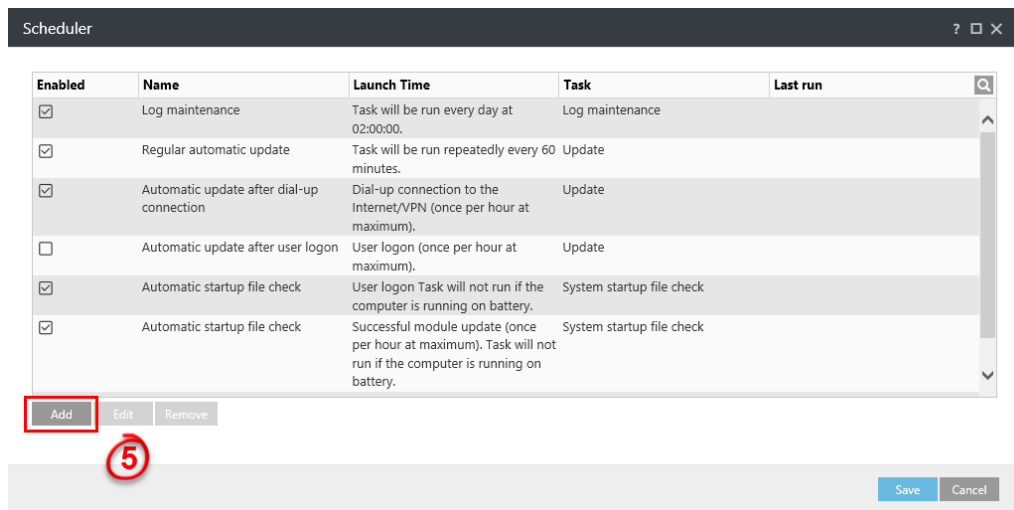 Scheduler ?
Enabled Name Launch Time Task Last run
Log maintenance Task will be run every day at Log maintenance
02:00:00.
Regular automatic update Task will be run repeatedly every 60 Update
minutes.
Automatic update after dial-up Dial-up connection to the Update
connection Internet/VPN (once per hour at
maximum).
Automatic update after user logon User logon (once per hour at Update
maximum).
Automatic startup file check User logon Task will not run if the System startup file check
computer is running on battery.
Automatic startup file check Successful module update (once System startup file check
per hour at maximum). Task will not
run if the computer is running on
battery.
Add Edit Remove
5
Save Cancel